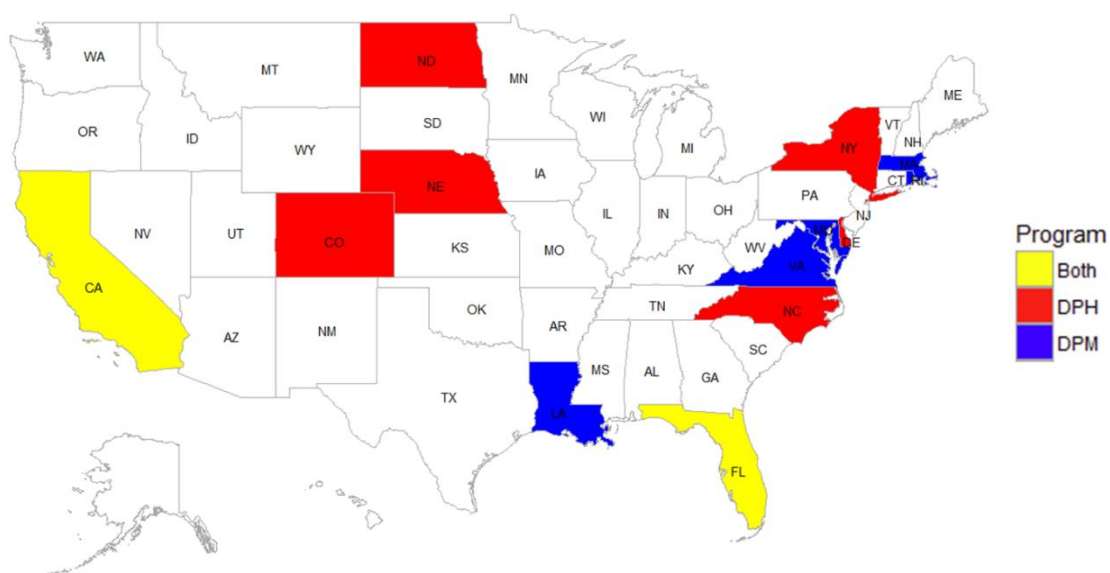 WA
MT
ND
MN
ME
OR
ID
SD
WI
VT
NH
WY
MI
NY
MA
IA
NE
CT
RI
PA
NV
UT
CO
IL
IN
OH
NJ
KS
MO
WV
MD
DE
CA
KY
VA
OK
TN
NC
AZ
NM
AR
SC
MS
AL
GA
TX
LA
FL
Program
Both
DPH
DPM